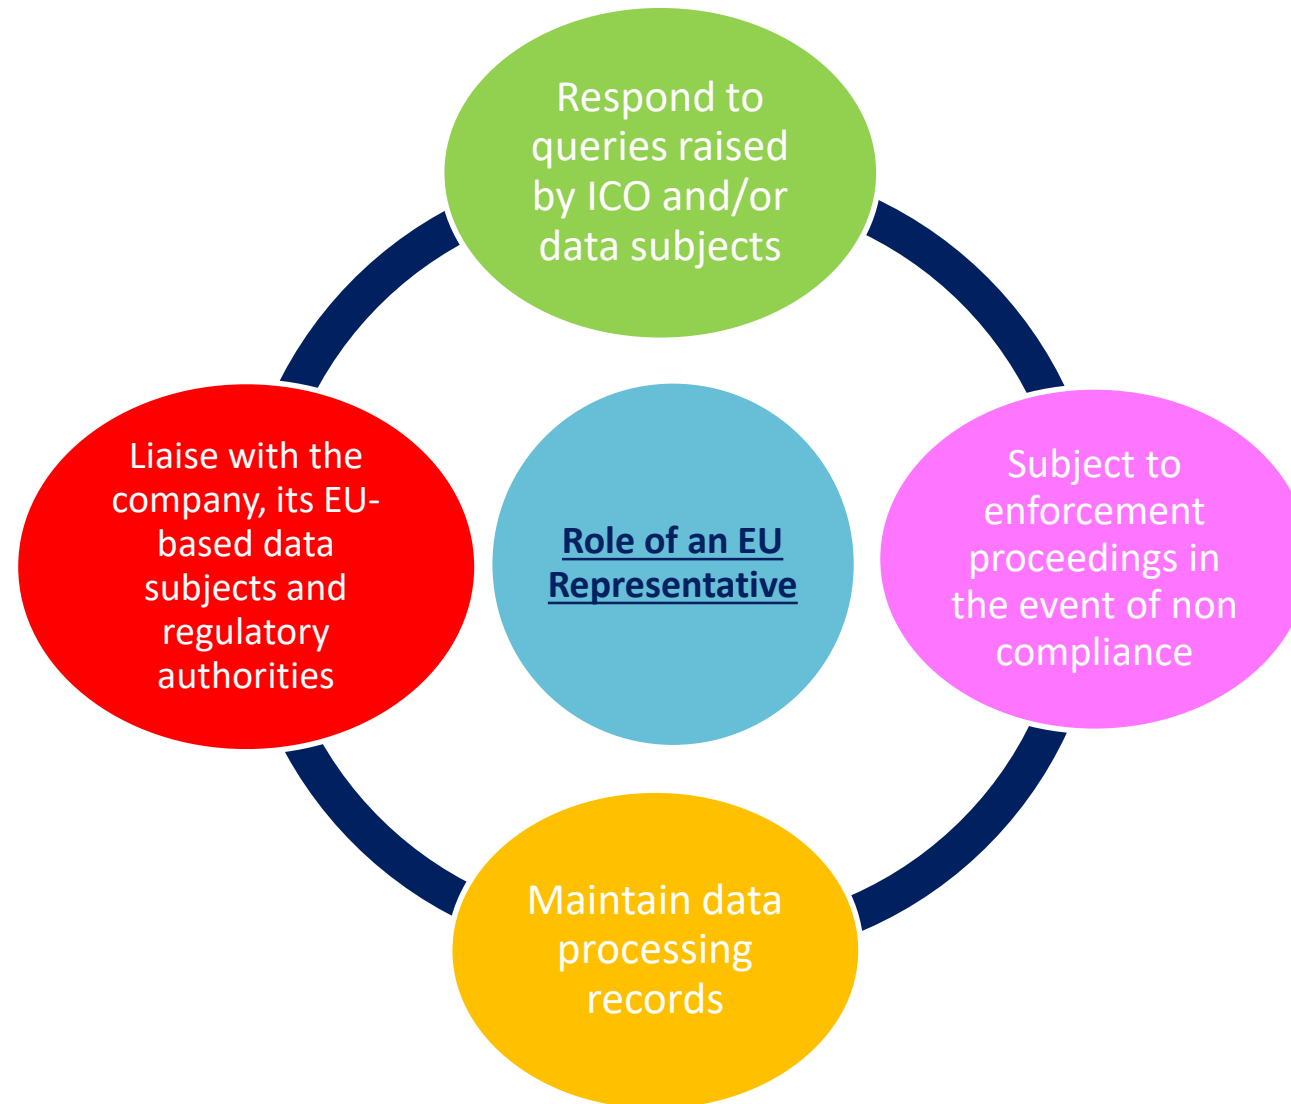 Respond to
queries raised
by ICO and/or
data subjects
Liaise with the
company, its EU-
based data
subjects and
regulatory
authorities
Role of an EU
Representative
Subject to
enforcement
proceedings in
the event of non
compliance
Maintain data
processing
records